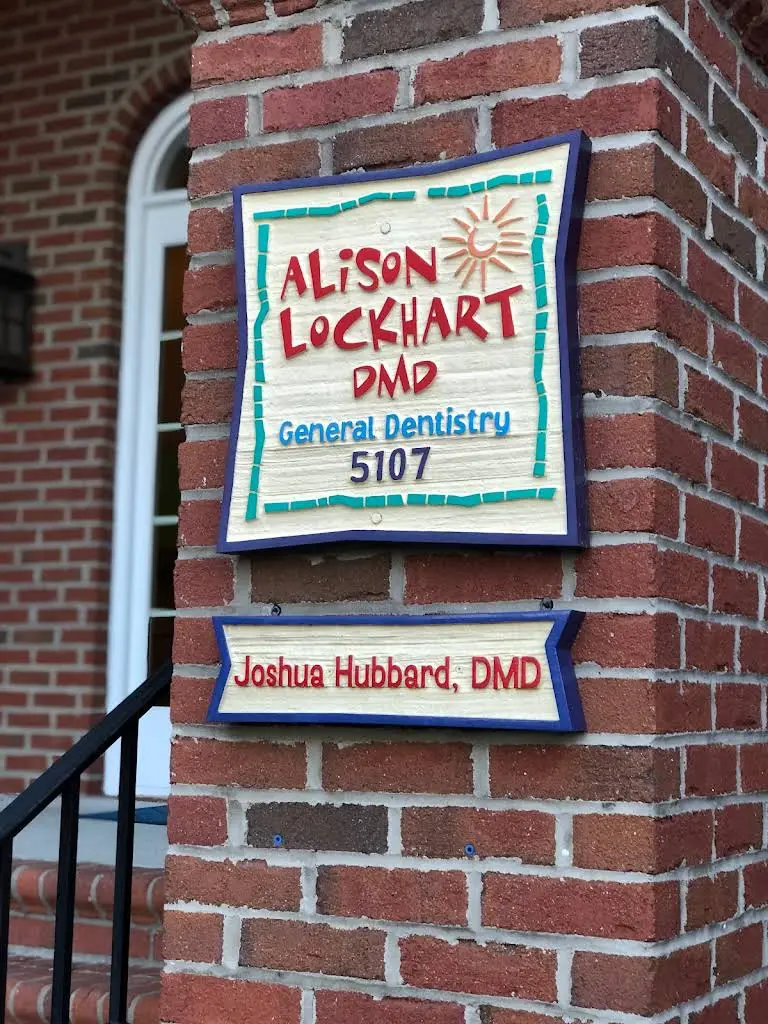 ALiSON
LOCKHART
DMD
General Dentistry
5107
Joshua Hubbard, DMD